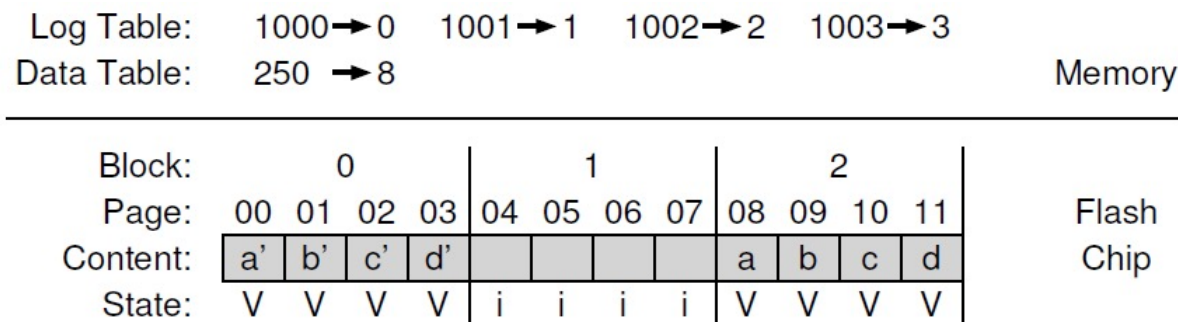 Log Table: 1000→0 1001→1 1002→2 1003→3
Data Table: 250 →8 Memory
Block: 0 1 2
Page: 00 01 02 03 04 05 06 07 08 09 10 11 Flash
Content: a’ b’ c’ d’ a b c d Chip
State: V V V V i i i i V V V V